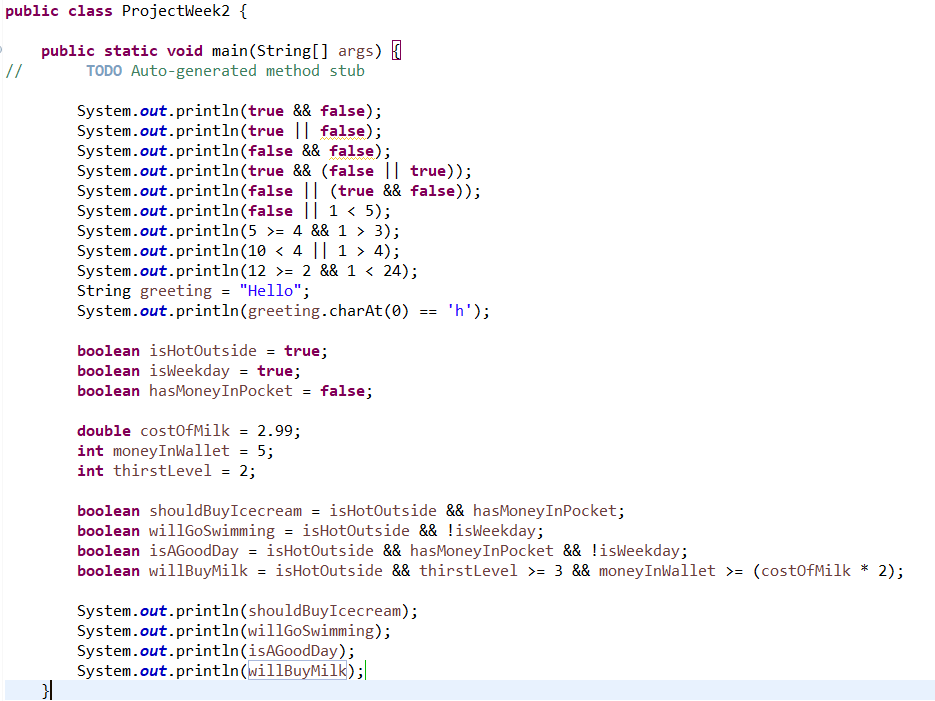 public class ProjectWeek2 {
    public static void main(String[] args) {
//       TODO Auto-generated method stub
        System.out.println(true && false);
        System.out.println(true || false);
        System.out.println(false && false);
        System.out.println(true && (false || true));
        System.out.println(false || (true && false));
        System.out.println(false || 1 < 5);
        System.out.println(5 >= 4 && 1 > 3);
        System.out.println(10 < 4 || 1 > 4);
        System.out.println(12 >= 2 && 1 < 24);
        String greeting = "Hello";
        System.out.println(greeting.charAt(0) == 'h');
        boolean isHotOutside = true;
        boolean isWeekday = true;
        boolean hasMoneyInPocket = false;
        double costOfMilk = 2.99;
        int moneyInWallet = 5;
        int thirstLevel = 2;
        boolean shouldBuyIcecream = isHotOutside && hasMoneyInPocket;
        boolean willGoSwimming = isHotOutside && !isWeekday;
        boolean isAGoodDay = isHotOutside && hasMoneyInPocket && !isWeekday;
        boolean willBuyMilk = isHotOutside && thirstLevel >= 3 && moneyInWallet >= (costOfMilk * 2);
        System.out.println(shouldBuyIcecream);
        System.out.println(willGoSwimming);
        System.out.println(isAGoodDay);
        System.out.println(willBuyMilk);
    }